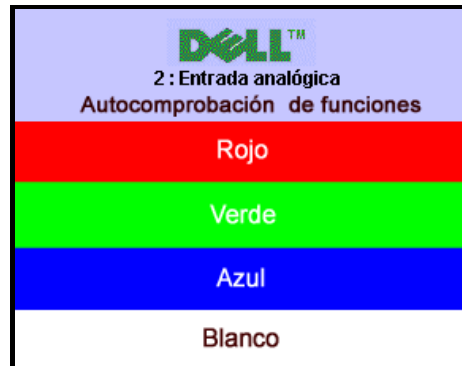 DELL™
2 : Entrada analógica
Autocomprobación de funciones
Rojo
Verde
Azul
Blanco